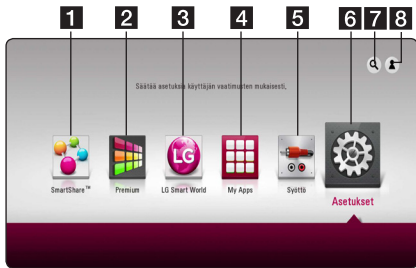 1 2 3 4 5 6 7 8
Säätää asetuksia käyttäjän vaatimusten mukaisesti.
LG
SmartShare™ Premium LG Smart World My Apps Syöttö Asetukset